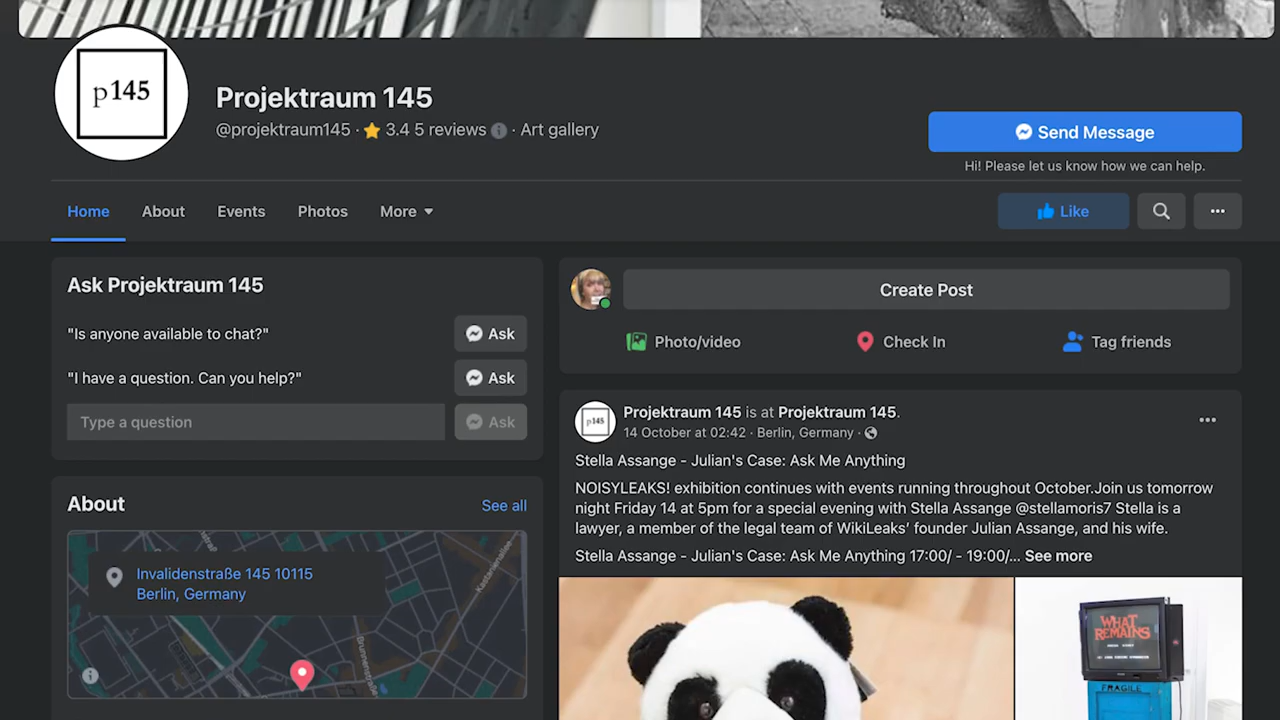 p145
Projektraum 145
@projektraum145 · 3.4 5 reviews · Art gallery
Send Message
Hi! Please let us know how we can help.
Home About Events Photos More
Like
Ask Projektraum 145
"Is anyone available to chat?" Ask
"I have a question. Can you help?" Ask
Type a question Ask
About See all
Invalidenstraße 145 10115
Berlin, Germany
Brunnenstraße
Kastanienallee
Create Post
Photo/video Check In Tag friends
p145
Projektraum 145 is at Projektraum 145.
14 October at 02:42 · Berlin, Germany ·
Stella Assange - Julian's Case: Ask Me Anything
NOISYLEAKS! exhibition continues with events running throughout October.Join us tomorrow
night Friday 14 at 5pm for a special evening with Stella Assange @stellamoris7 Stella is a
lawyer, a member of the legal team of WikiLeaks’ founder Julian Assange, and his wife.
Stella Assange - Julian's Case: Ask Me Anything 17:00/ - 19:00/... See more
WHAT
REMAINS
FRAGILE